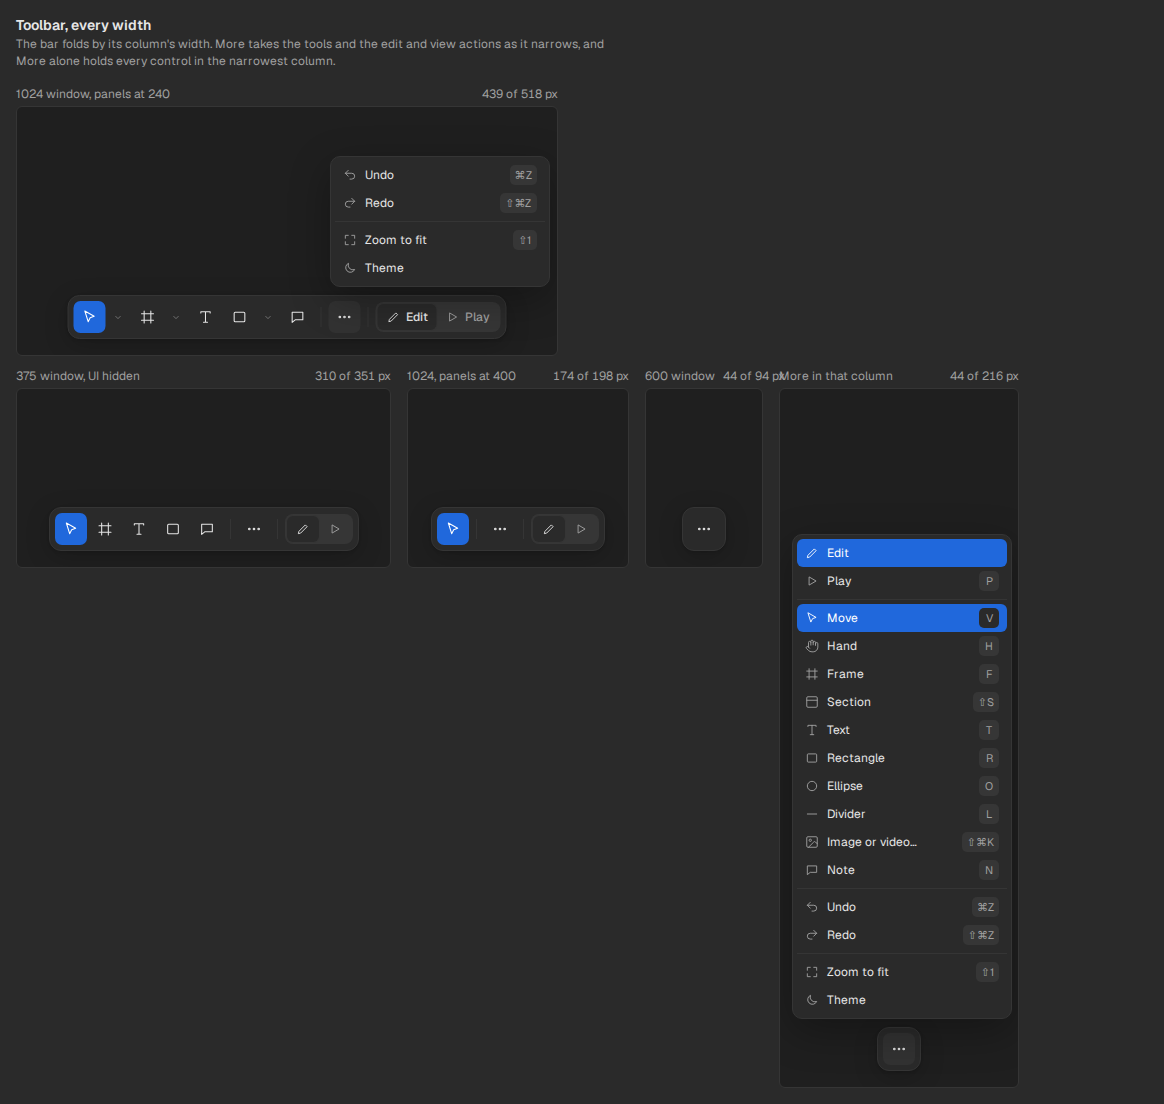 Toolbar, every width
The bar folds by its column's width. More takes the tools and the edit and view actions as it narrows, and
More alone holds every control in the narrowest column.
1024 window, panels at 240
439 of 518 px
Undo ⌘Z
Redo ⇧⌘Z
Zoom to fit ⇧1
Theme
Edit
Play
375 window, UI hidden
310 of 351 px
1024, panels at 400
174 of 198 px
600 window
44 of 94 px
More in that column
44 of 216 px
Edit
Play P
Move V
Hand H
Frame F
Section ⇧S
Text T
Rectangle R
Ellipse O
Divider L
Image or video… ⇧⌘K
Note N
Undo ⌘Z
Redo ⇧⌘Z
Zoom to fit ⇧1
Theme